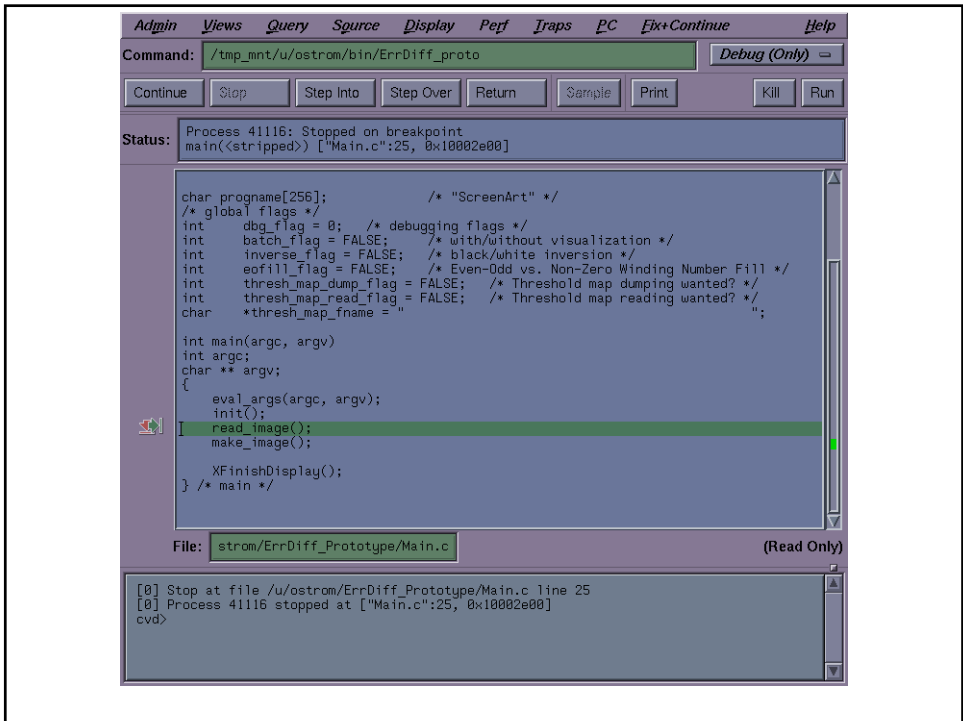 Admin Views Query Source Display Perf Traps PC Fix+Continue Help
Command: /tmp_mnt/u/ostrom/bin/ErrDiff_proto Debug (Only)
Continue Stop Step Into Step Over Return Sample Print Kill Run
Status: Process 41116: Stopped on breakpoint
main(<stripped>) ["Main.c":25, 0x10002e00]
char progname[256]; /* "ScreenArt" */
/* global flags */
int dbg_flag = 0; /* debugging flags */
int batch_flag = FALSE; /* with/without visualization */
int inverse_flag = FALSE; /* black/white inversion */
int eofill_flag = FALSE; /* Even-Odd vs. Non-Zero Winding Number Fill */
int thresh_map_dump_flag = FALSE; /* Threshold map dumping wanted? */
int thresh_map_read_flag = FALSE; /* Threshold map reading wanted? */
char *thresh_map_fname = " ";
int main(argc, argv)
int argc;
char ** argv;
{
eval_args(argc, argv);
init();
read_image();
make_image();
XFinishDisplay();
} /* main */
File: strom/ErrDiff_Prototype/Main.c (Read Only)
[0] Stop at file /u/ostrom/ErrDiff_Prototype/Main.c line 25
[0] Process 41116 stopped at ["Main.c":25, 0x10002e00]
cvd>